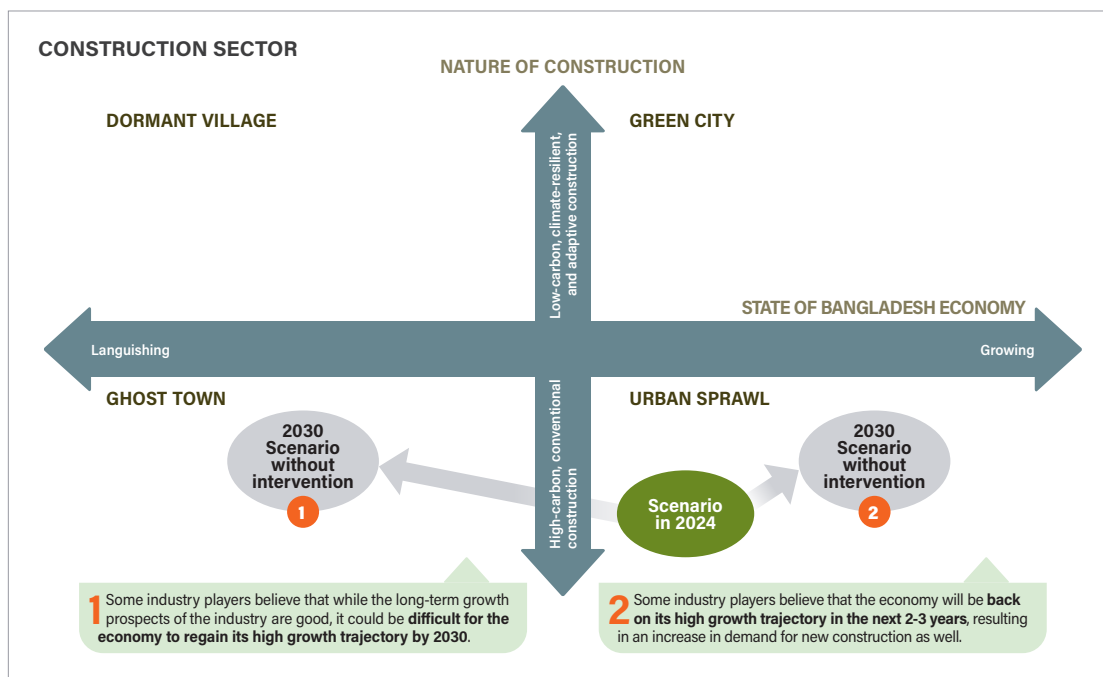 CONSTRUCTION SECTOR
NATURE OF CONSTRUCTION
DORMANT VILLAGE
GREEN CITY
Low-carbon, climate-resilient,
and adaptive construction
STATE OF BANGLADESH ECONOMY
Languishing
Growing
GHOST TOWN
URBAN SPRAWL
High-carbon, conventional
construction
2030
Scenario
without
intervention
1
Scenario
in 2024
2030
Scenario
without
intervention
2
1 Some industry players believe that while the long-term growth
prospects of the industry are good, it could be difficult for the
economy to regain its high growth trajectory by 2030.
2 Some industry players believe that the economy will be back
on its high growth trajectory in the next 2-3 years, resulting
in an increase in demand for new construction as well.